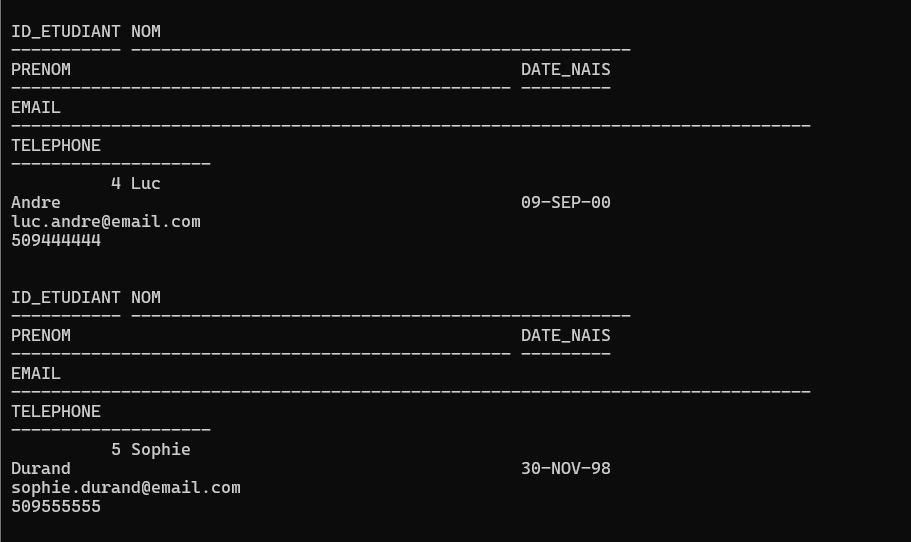 ID_ETUDIANT NOM
----------- --------------------------------------------------
PRENOM                                             DATE_NAIS
-------------------------------------------------- ---------
EMAIL
--------------------------------------------------------------------------------
TELEPHONE
--------------------
          4 Luc
Andre                                              09-SEP-00
luc.andre@email.com
509444444

ID_ETUDIANT NOM
----------- --------------------------------------------------
PRENOM                                             DATE_NAIS
-------------------------------------------------- ---------
EMAIL
--------------------------------------------------------------------------------
TELEPHONE
--------------------
          5 Sophie
Durand                                             30-NOV-98
sophie.durand@email.com
509555555